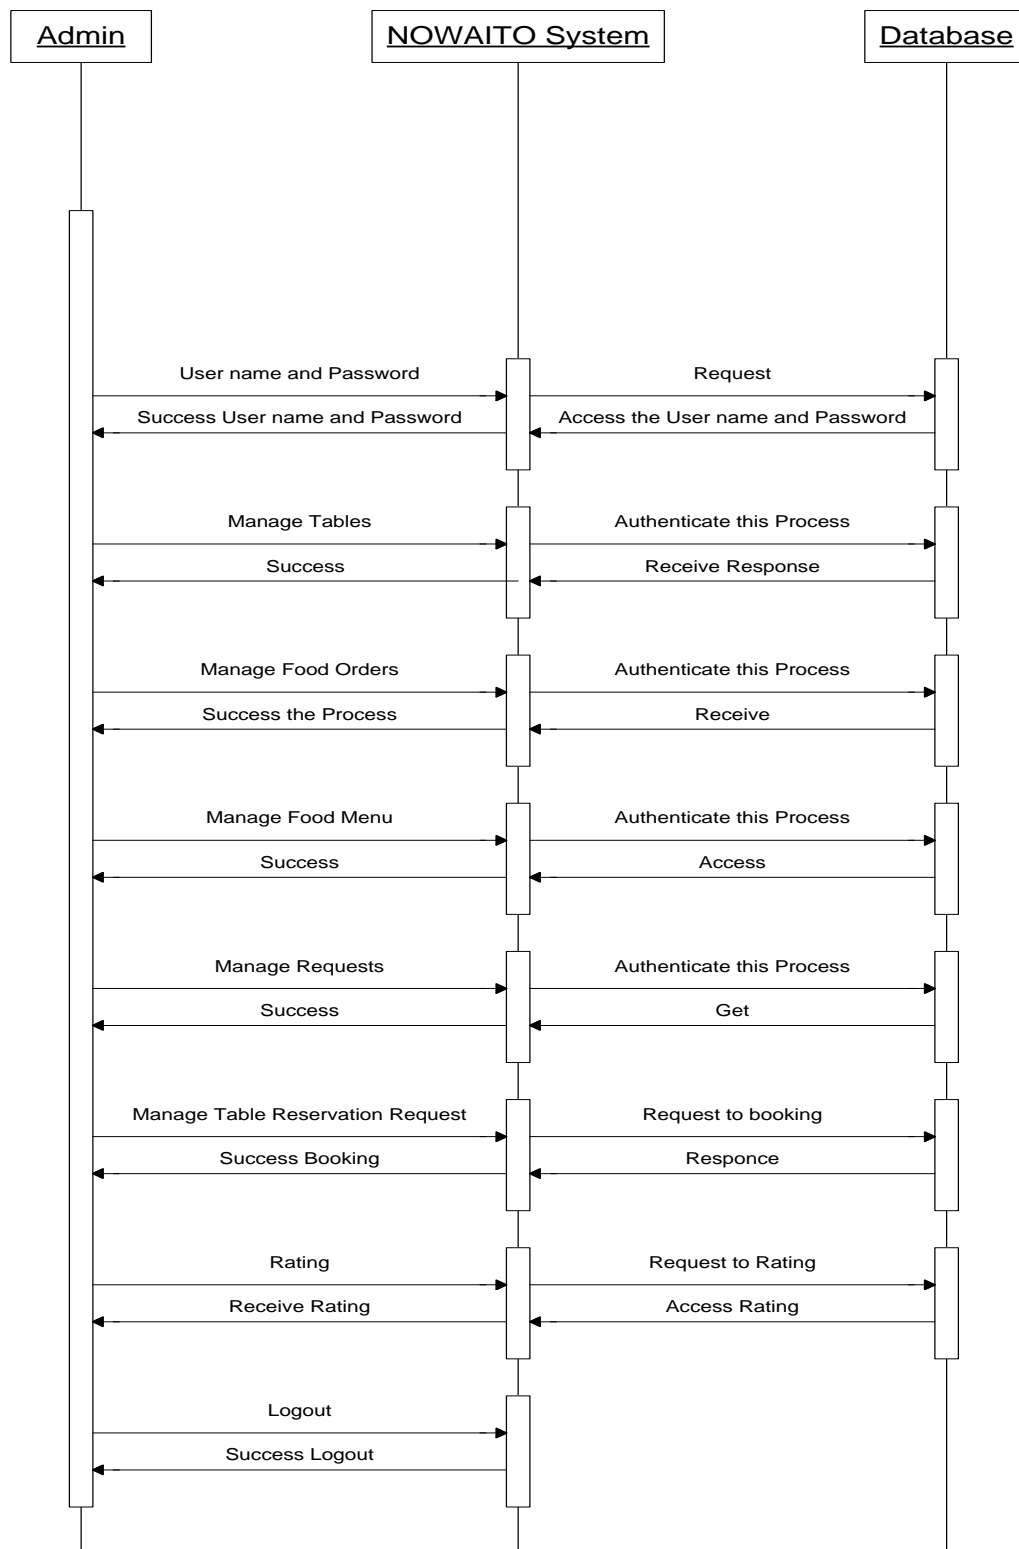 Admin
NOWAITO System
Database
User name and Password
Request
Success User name and Password
Access the User name and Password
Manage Tables
Authenticate this Process
Success
Receive Response
Manage Food Orders
Authenticate this Process
Success the Process
Receive
Manage Food Menu
Authenticate this Process
Success
Access
Manage Requests
Authenticate this Process
Success
Get
Manage Table Reservation Request
Request to booking
Success Booking
Responce
Rating
Request to Rating
Receive Rating
Access Rating
Logout
Success Logout